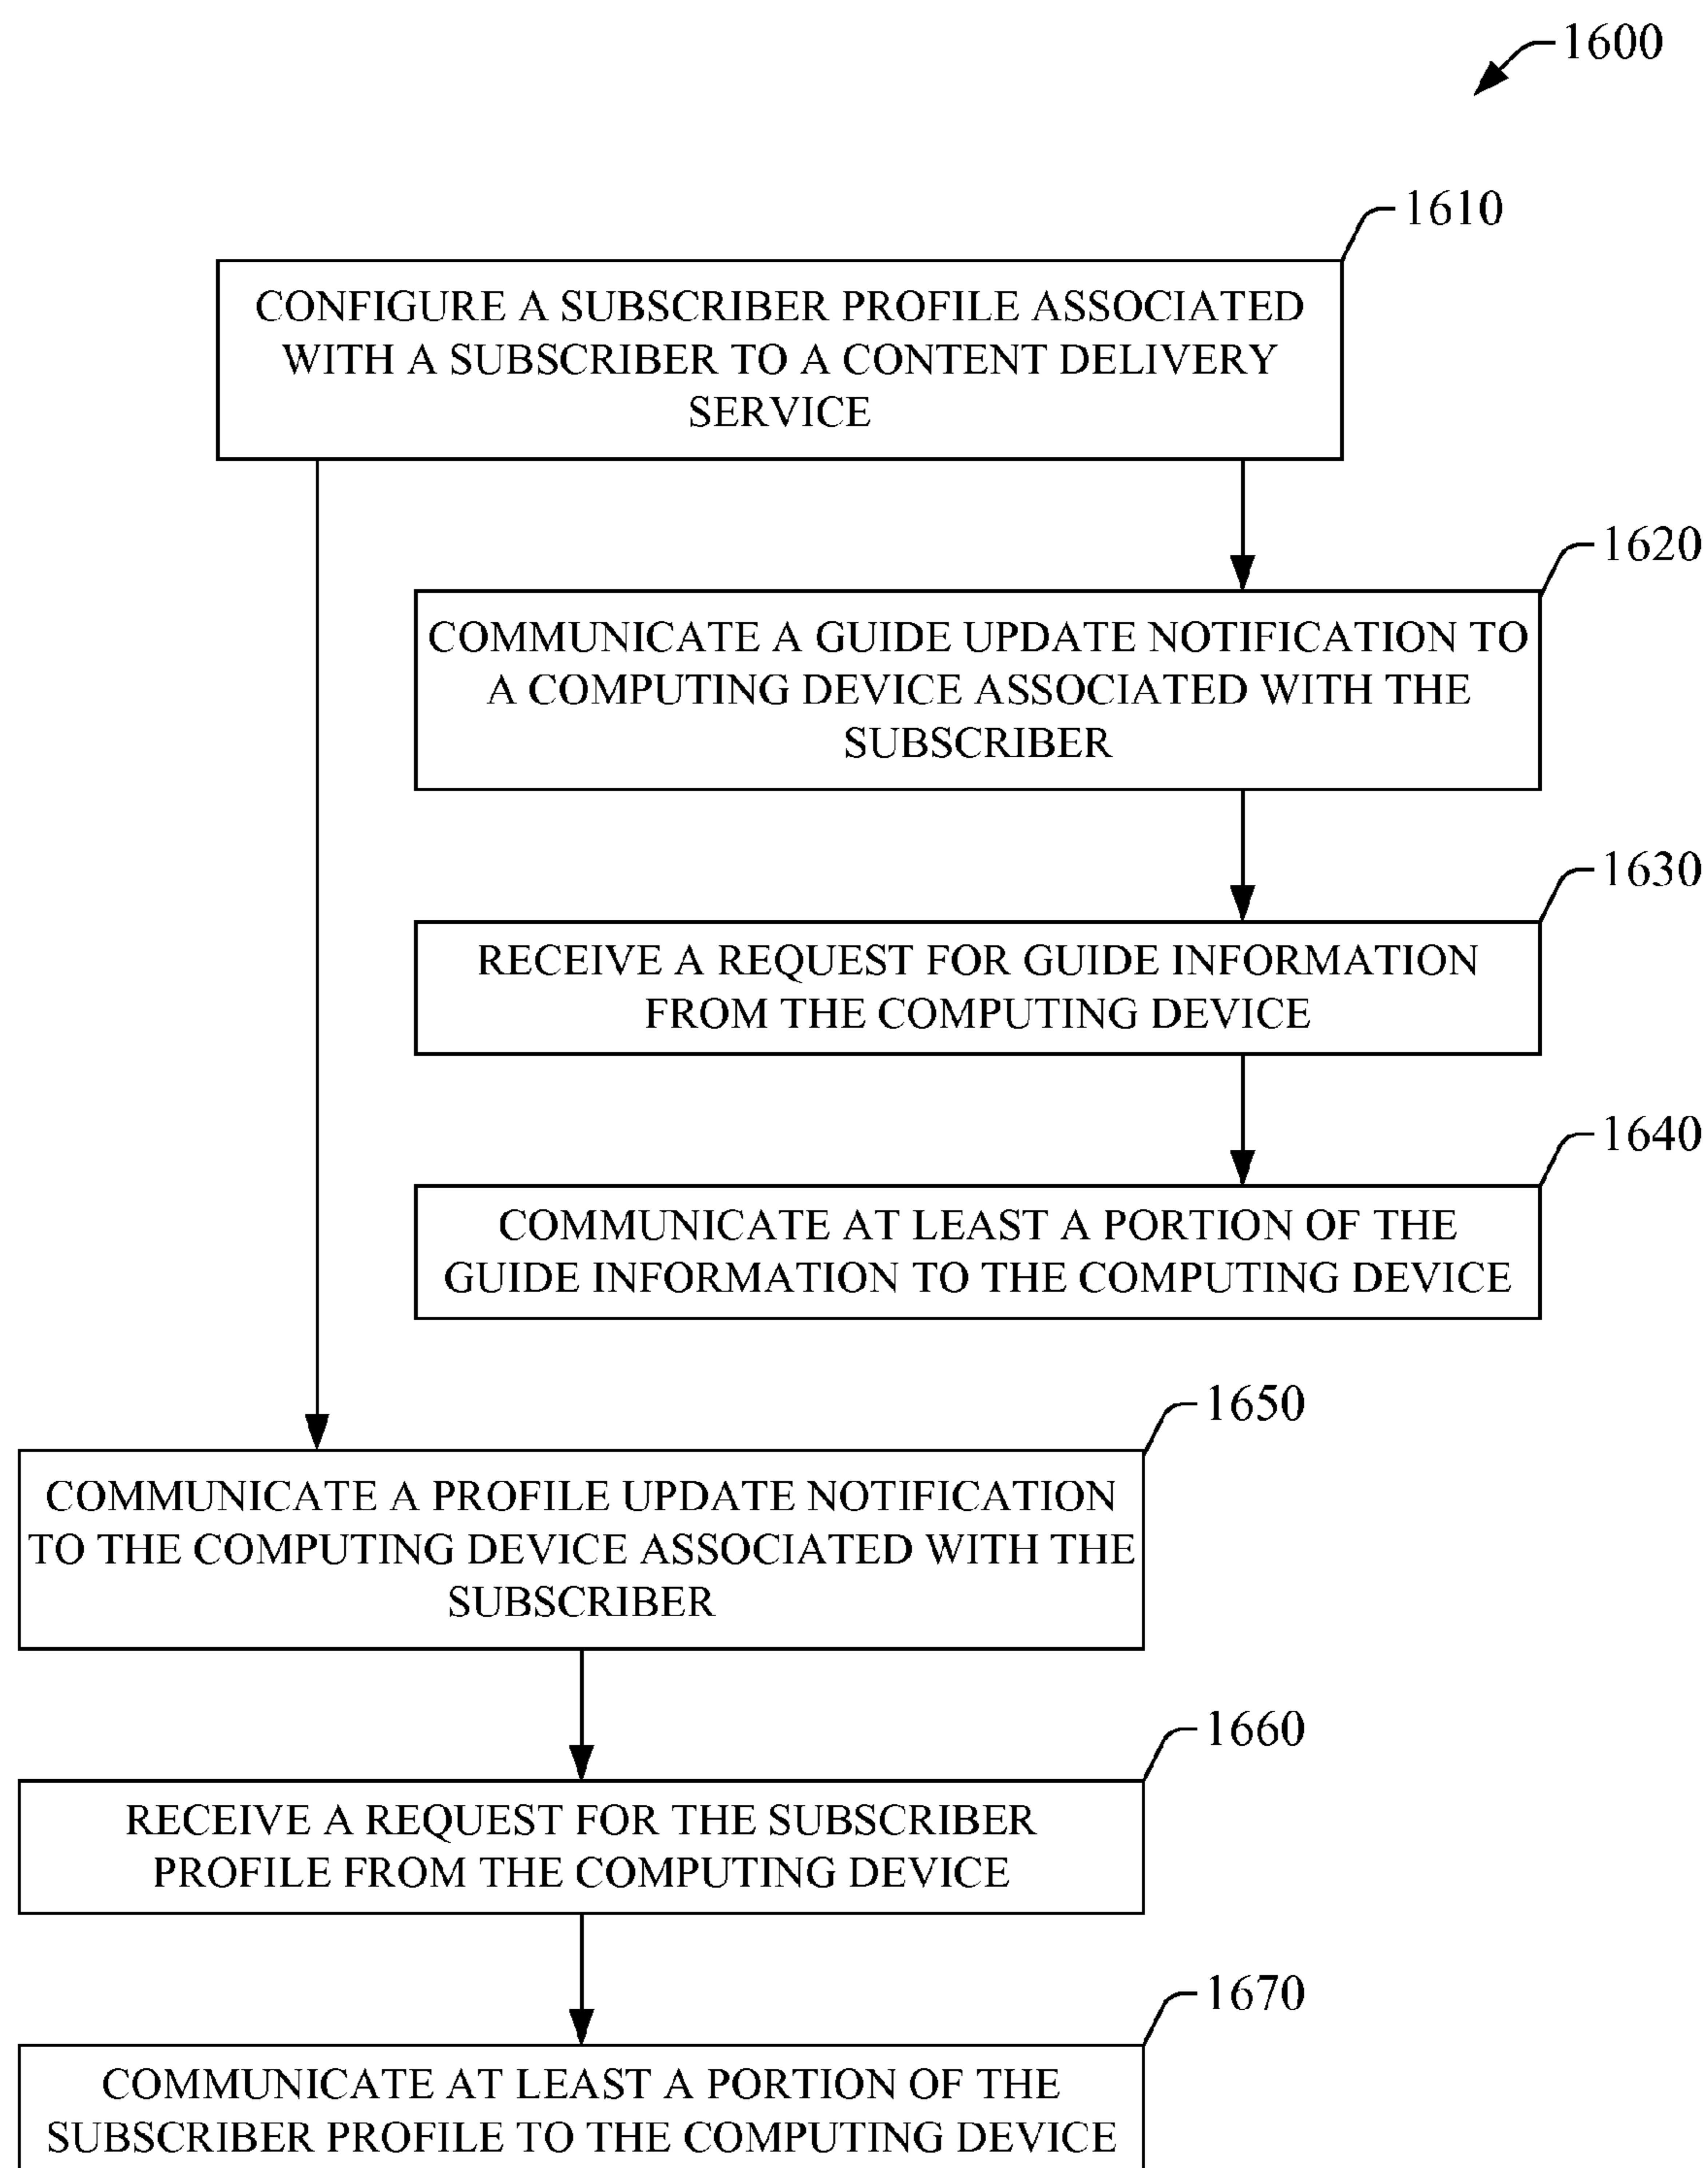 1600
1610
CONFIGURE A SUBSCRIBER PROFILE ASSOCIATED
WITH A SUBSCRIBER TO A CONTENT DELIVERY
SERVICE
1620
COMMUNICATE A GUIDE UPDATE NOTIFICATION TO
A COMPUTING DEVICE ASSOCIATED WITH THE
SUBSCRIBER
1630
RECEIVE A REQUEST FOR GUIDE INFORMATION
FROM THE COMPUTING DEVICE
1640
COMMUNICATE AT LEAST A PORTION OF THE
GUIDE INFORMATION TO THE COMPUTING DEVICE
1650
COMMUNICATE A PROFILE UPDATE NOTIFICATION
TO THE COMPUTING DEVICE ASSOCIATED WITH THE
SUBSCRIBER
1660
RECEIVE A REQUEST FOR THE SUBSCRIBER
PROFILE FROM THE COMPUTING DEVICE
1670
COMMUNICATE AT LEAST A PORTION OF THE
SUBSCRIBER PROFILE TO THE COMPUTING DEVICE